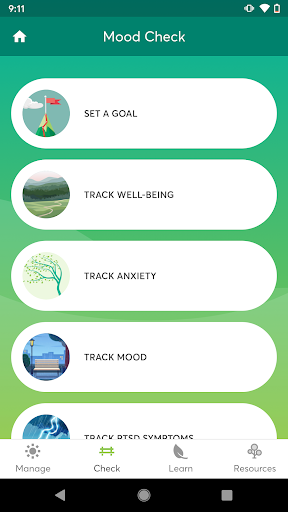 9:11
Mood Check
SET A GOAL
TRACK WELL-BEING
TRACK ANXIETY
TRACK MOOD
TRACK PTSD SYMPTOMS
Manage
Check
Learn
Resources